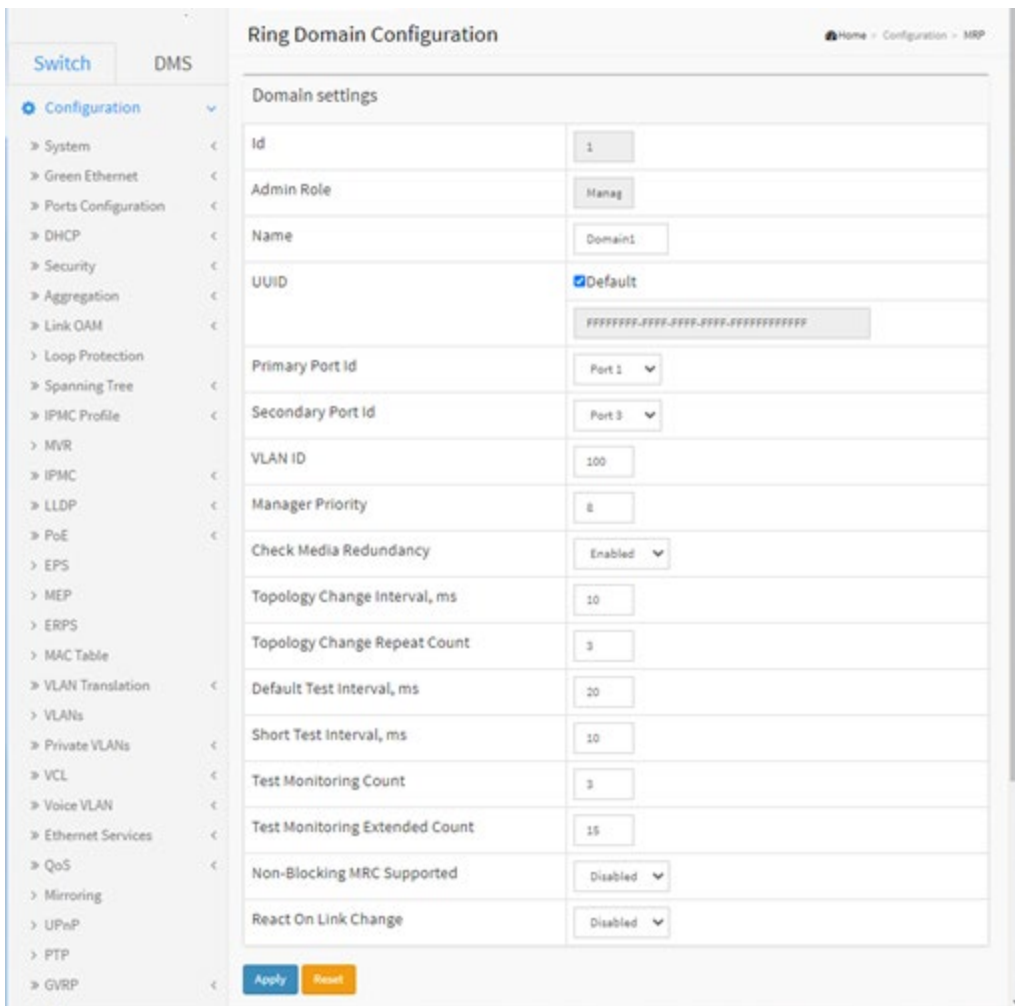 Ring Domain Configuration
Home > Configuration > MRP
Switch
DMS
Configuration
System
Green Ethernet
Ports Configuration
DHCP
Security
Aggregation
Link OAM
Loop Protection
Spanning Tree
IPMC Profile
MVR
IPMC
LLDP
PoE
EPS
MEP
ERPS
MAC Table
VLAN Translation
VLANs
Private VLANs
VCL
Voice VLAN
Ethernet Services
QoS
Mirroring
UPnP
PTP
GVRP
Domain settings
Id 1
Admin Role Manag
Name Domain1
UUID Default
FFFFFFFF-FFFF-FFFF-FFFF-FFFFFFFFFFFF
Primary Port Id Port 1
Secondary Port Id Port 3
VLAN ID 100
Manager Priority 8
Check Media Redundancy Enabled
Topology Change Interval, ms 10
Topology Change Repeat Count 3
Default Test Interval, ms 20
Short Test Interval, ms 10
Test Monitoring Count 3
Test Monitoring Extended Count 15
Non-Blocking MRC Supported Disabled
React On Link Change Disabled
Apply Reset